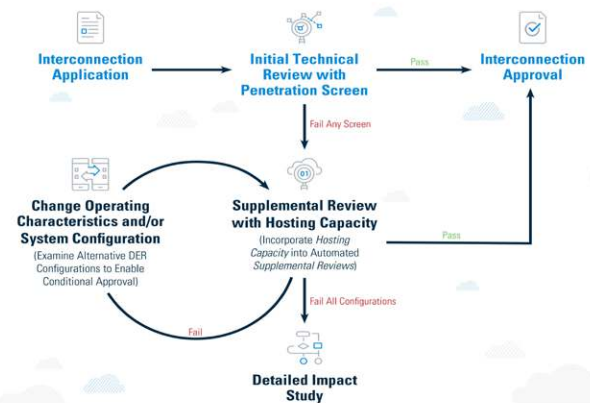 Interconnection
Application
Initial Technical
Review with
Penetration Screen
Pass
Interconnection
Approval
Fail Any Screen
01
Change Operating
Characteristics and/or
System Configuration
(Examine Alternative DER
Configurations to Enable
Conditional Approval)
Supplemental Review
with Hosting Capacity
(Incorporate Hosting
Capacity into Automated
Supplemental Reviews)
Pass
Fail
Fail All Configurations
Detailed Impact
Study